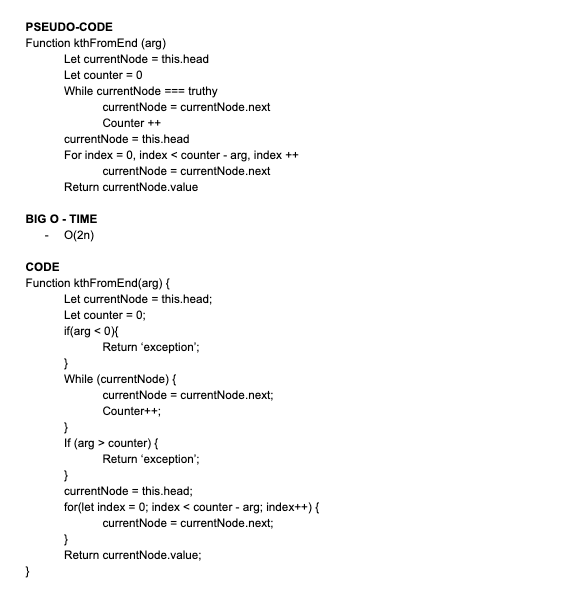 PSEUDO-CODE
Function kthFromEnd (arg)
Let currentNode = this.head
Let counter = 0
While currentNode === truthy
currentNode = currentNode.next
Counter ++
currentNode = this.head
For index = 0, index < counter - arg, index ++
currentNode = currentNode.next
Return currentNode.value
BIG O - TIME
- O(2n)
CODE
Function kthFromEnd(arg) {
Let currentNode = this.head;
Let counter = 0;
if(arg < 0){
Return ‘exception’;
}
While (currentNode) {
currentNode = currentNode.next;
Counter++;
}
If (arg > counter) {
Return ‘exception’;
}
currentNode = this.head;
for(let index = 0; index < counter - arg; index++) {
currentNode = currentNode.next;
}
Return currentNode.value;
}